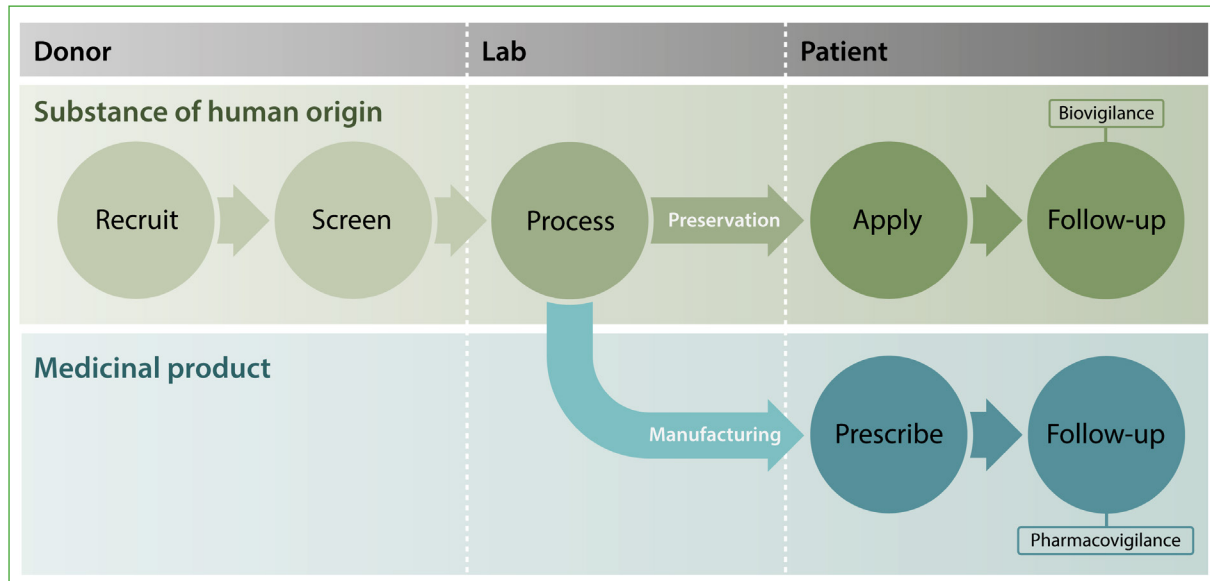 Donor
Lab
Patient
Substance of human origin
Biovigilance
Recruit
Screen
Process
Preservation
Apply
Follow-up
Medicinal product
Manufacturing
Prescribe
Follow-up
Pharmacovigilance